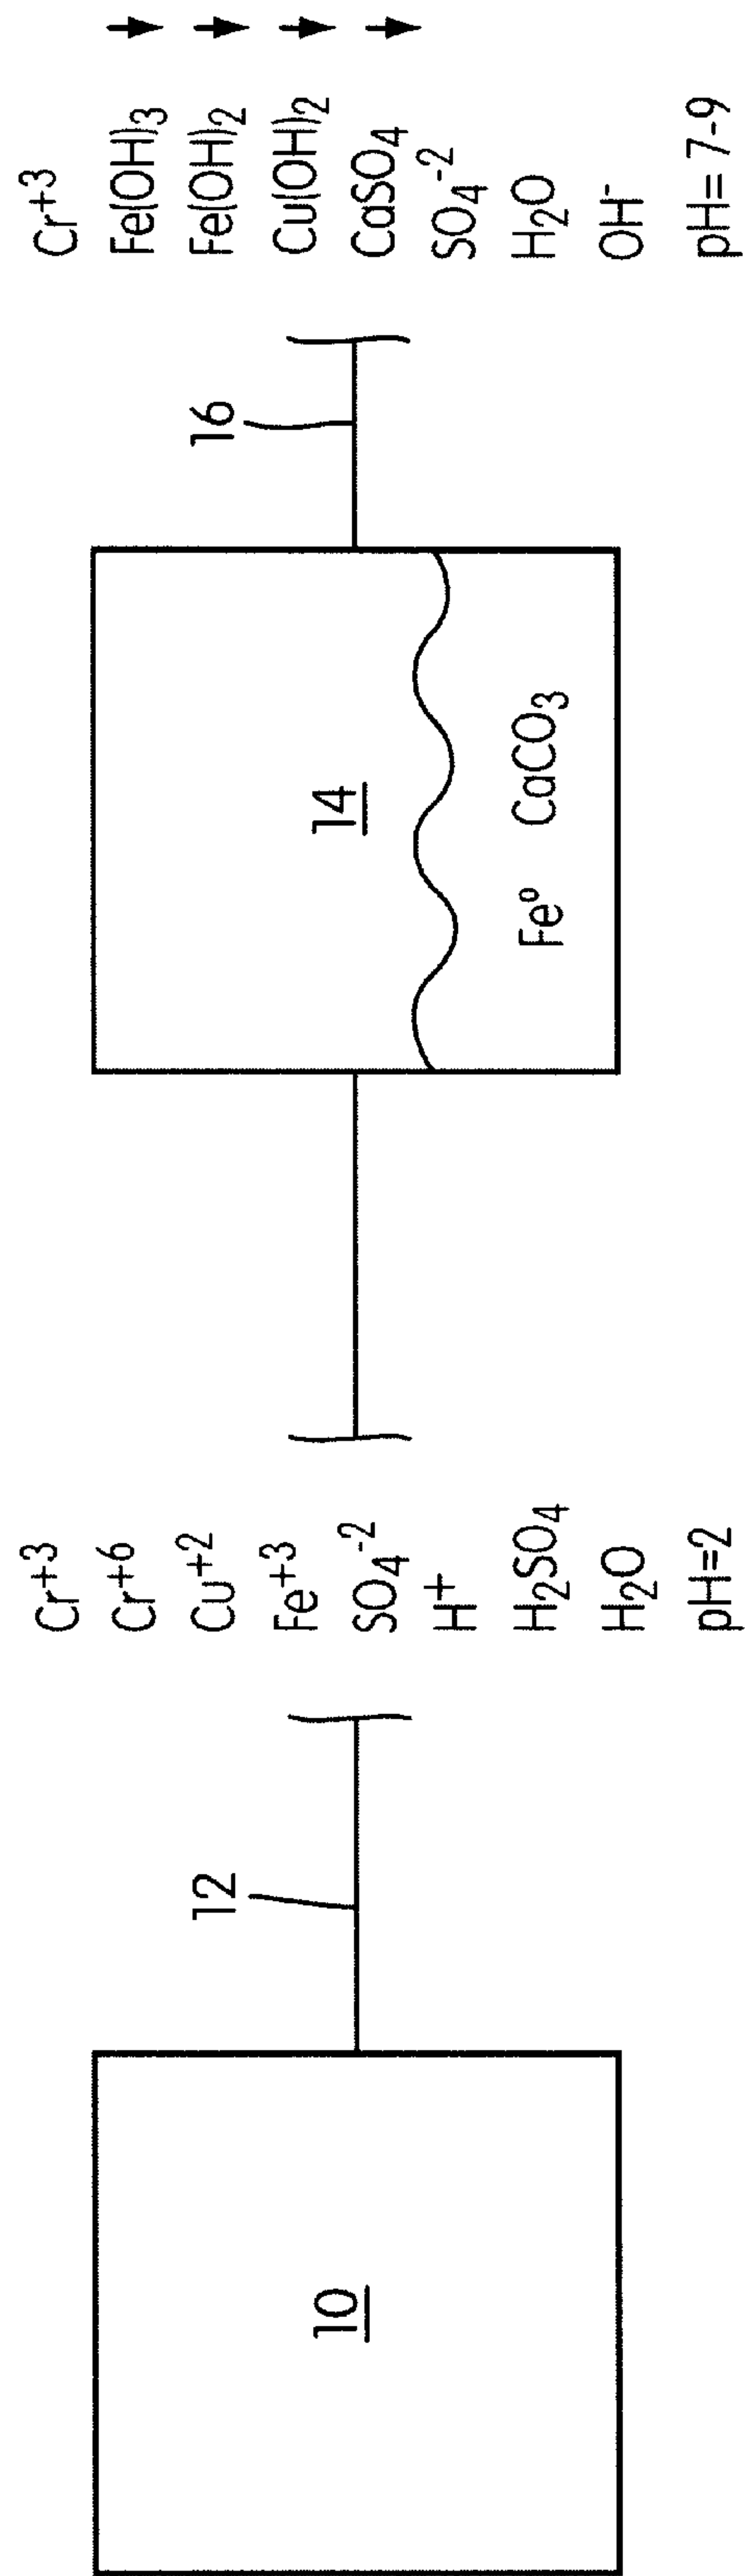 10
12
Cr+3
Cr+6
Cu+2
Fe+3
SO4-2
H+
H2SO4
H2O
pH=2
14
Fe0 CaCO3
16
Cr+3
Fe(OH)3
Fe(OH)2
Cu(OH)2
CaSO4
SO4-2
H2O
OH-
pH= 7-9